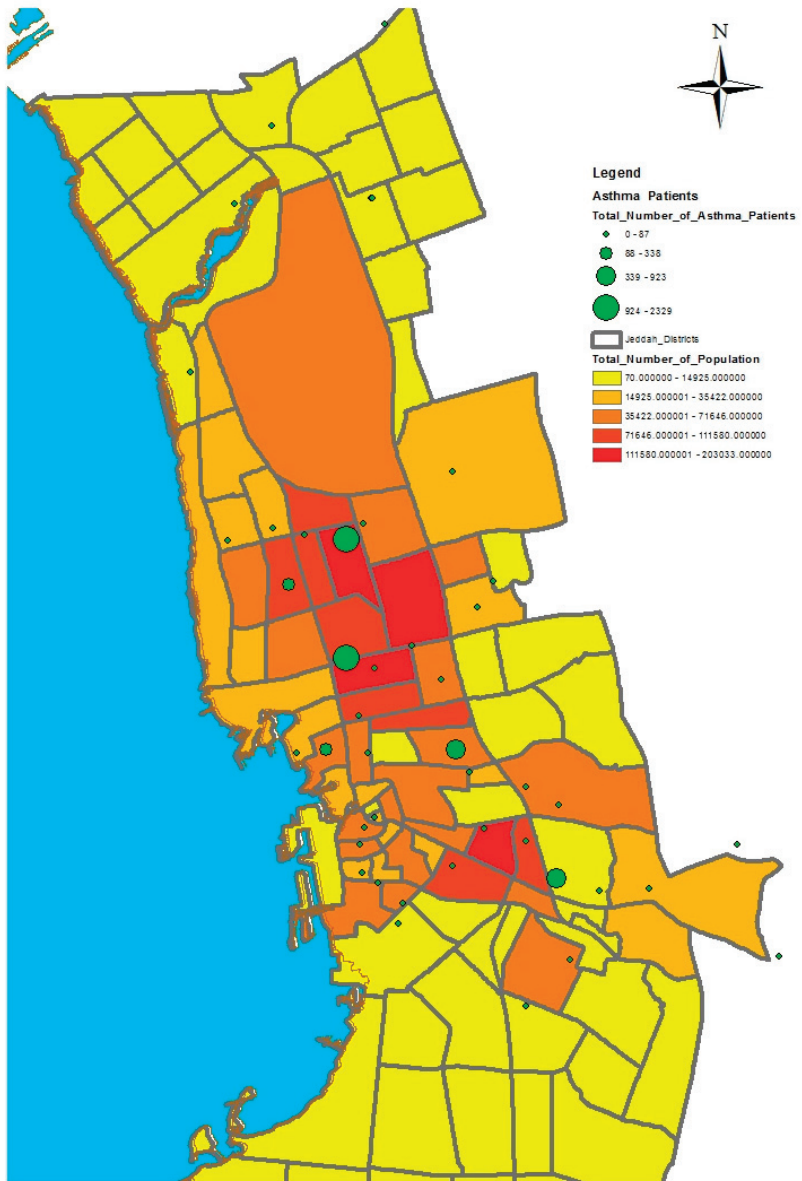 N
Legend
Asthma Patients
Total_Number_of_Asthma_Patients
0 - 87
88 - 338
339 - 923
924 - 2329
Jeddah_Districts
Total_Number_of_Population
70.000000 - 14925.000000
14925.000001 - 35422.000000
35422.000001 - 71646.000000
71646.000001 - 111580.000000
111580.000001 - 203033.000000